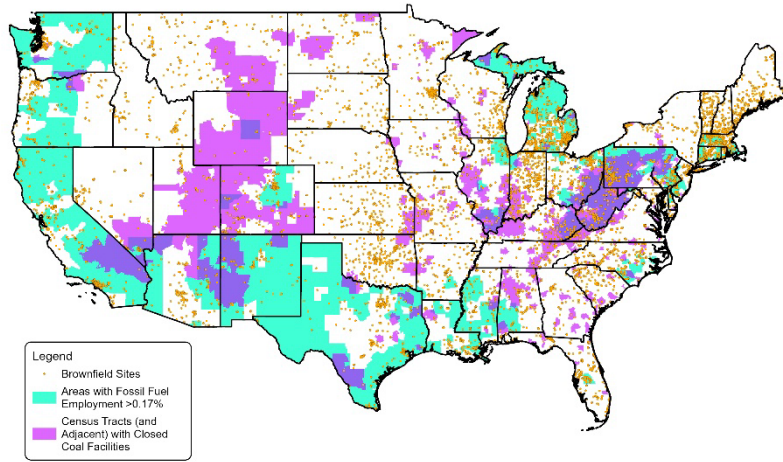 Legend
Brownfield Sites
Areas with Fossil Fuel
Employment >0.17%
Census Tracts (and
Adjacent) with Closed
Coal Facilities